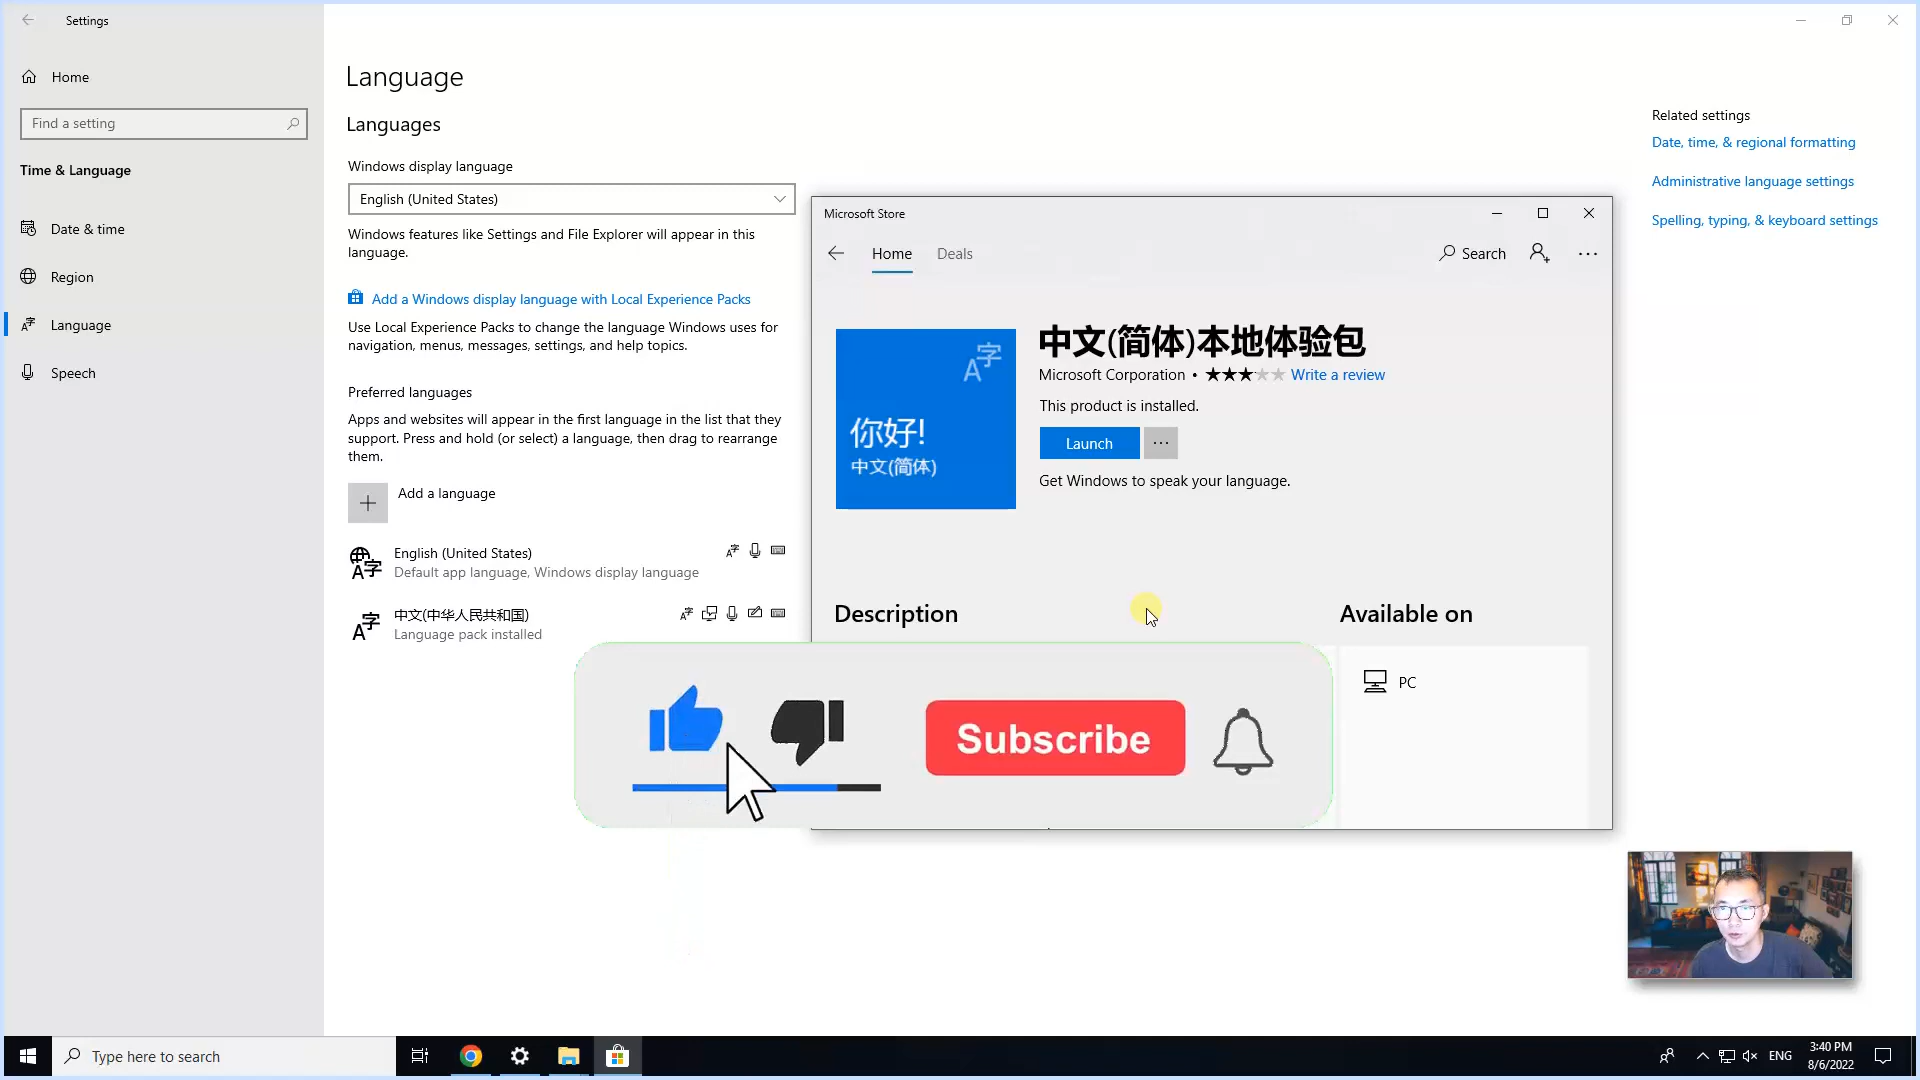 Settings
Home
Find a setting
Time & Language
Date & time
Region
Language
Speech
Language
Languages
Windows display language
English (United States)
Windows features like Settings and File Explorer will appear in this
language.
Add a Windows display language with Local Experience Packs
Use Local Experience Packs to change the language Windows uses for
navigation, menus, messages, settings, and help topics.
Preferred languages
Apps and websites will appear in the first language in the list that they
support. Press and hold (or select) a language, then drag to rearrange
them.
Add a language
English (United States)
Default app language, Windows display language
中文(中华人民共和国)
Language pack installed
Related settings
Date, time, & regional formatting
Administrative language settings
Spelling, typing, & keyboard settings
Microsoft Store
Home
Deals
Search
A字
你好!
中文(简体)
中文(简体)本地体验包
Microsoft Corporation • ★★★★★ Write a review
This product is installed.
Launch
Get Windows to speak your language.
Description
Available on
PC
Subscribe
Type here to search
ENG
3:40 PM
8/6/2022